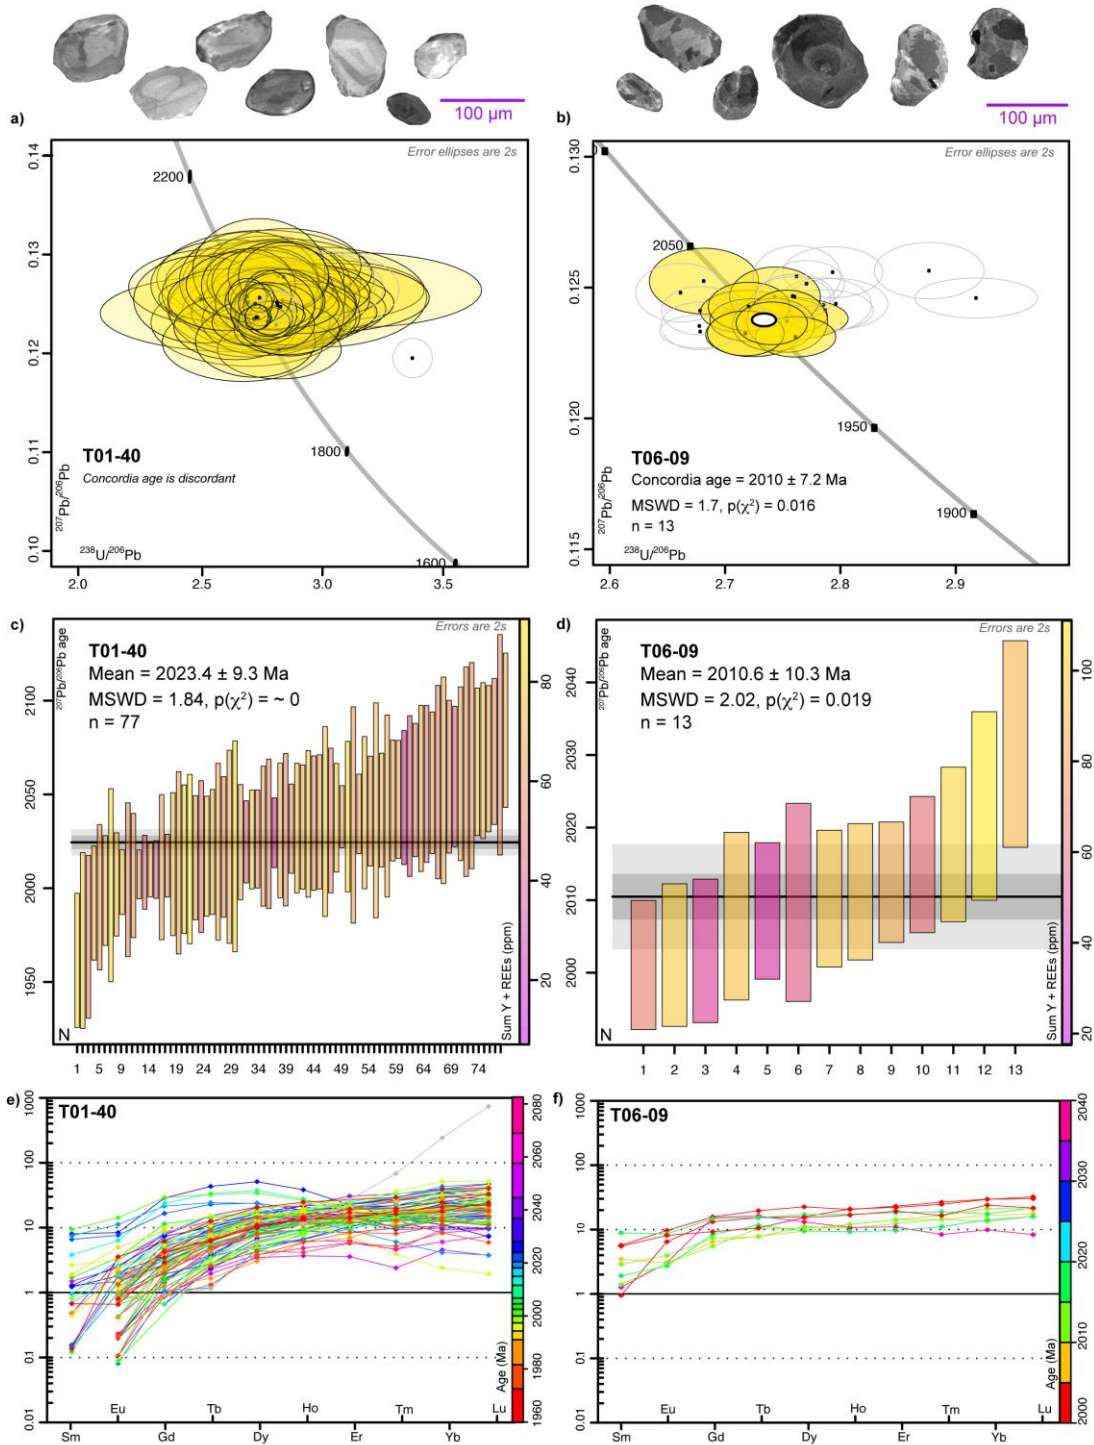 100 µm
100 µm
a)
b)
Error ellipses are 2s
0.14
0.13
0.12
0.11
0.10
2200
1800
1600
T01-40
Concordia age is discordant
207Pb/206Pb
238U/206Pb
2.0 2.5 3.0 3.5
Error ellipses are 2s
0.130
0.125
0.120
0.115
2050
1950
1900
T06-09
Concordia age = 2010 ± 7.2 Ma
MSWD = 1.7, p(χ2) = 0.016
n = 13
207Pb/206Pb
238U/206Pb
2.6 2.7 2.8 2.9
c)
Errors are 2s
T01-40
Mean = 2023.4 ± 9.3 Ma
MSWD = 1.84, p(χ2) = ~ 0
n = 77
207Pb/206Pb age
2100
2050
2000
1950
N
1 5 9 14 19 24 29 34 39 44 49 54 59 64 69 74
Sum Y + REEs (ppm)
80
60
40
20
d)
Errors are 2s
T06-09
Mean = 2010.6 ± 10.3 Ma
MSWD = 2.02, p(χ2) = 0.019
n = 13
207Pb/206Pb age
2040
2030
2020
2010
2000
N
1 2 3 4 5 6 7 8 9 10 11 12 13
Sum Y + REEs (ppm)
100
80
60
40
20
e)
T01-40
1000
100
10
1
0.1
0.01
Eu Tb Ho Tm Lu
Sm Gd Dy Er Yb
Age (Ma)
2080
2060
2040
2020
2000
1980
1960
f)
T06-09
1000
100
10
1
0.1
0.01
Eu Tb Ho Tm Lu
Sm Gd Dy Er Yb
Age (Ma)
2040
2030
2020
2010
2000